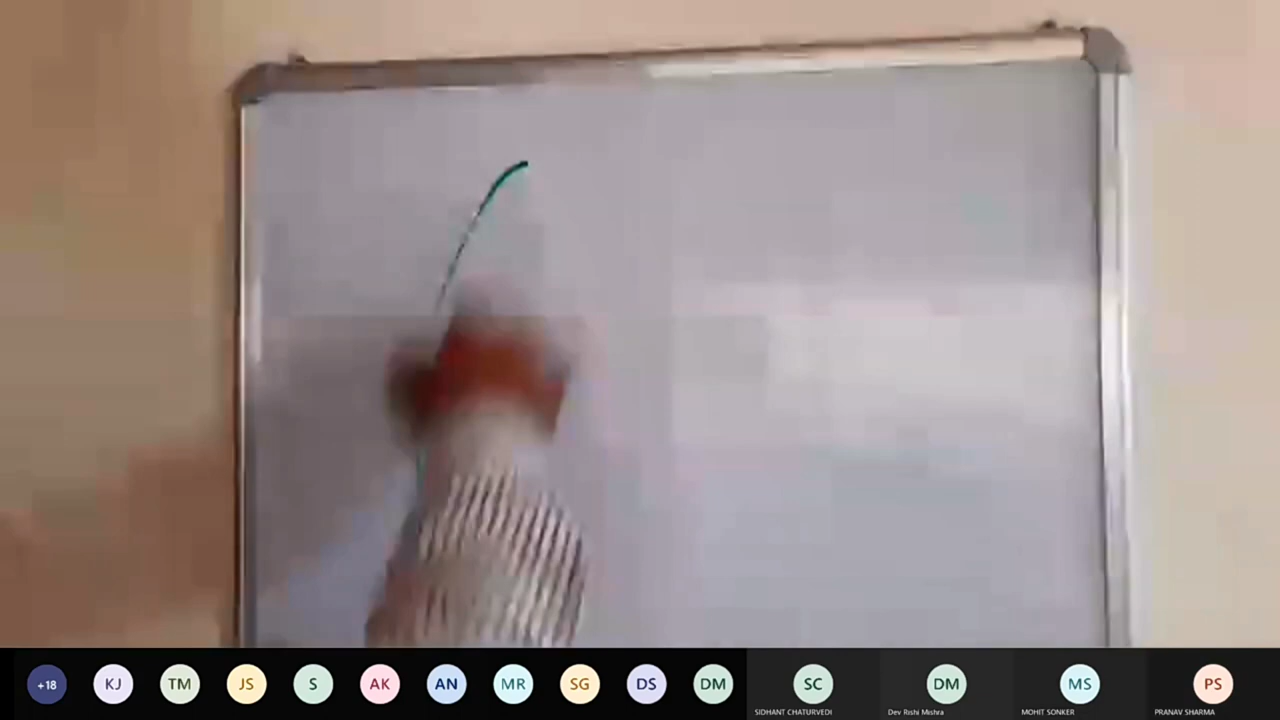 +18 KJ TM JS S AK AN MR SG DS DM SC DM MS PS
SIDHANT CHATURVEDI Dev Rishi Mishra MOHIT SONKER PRANAV SHARMA